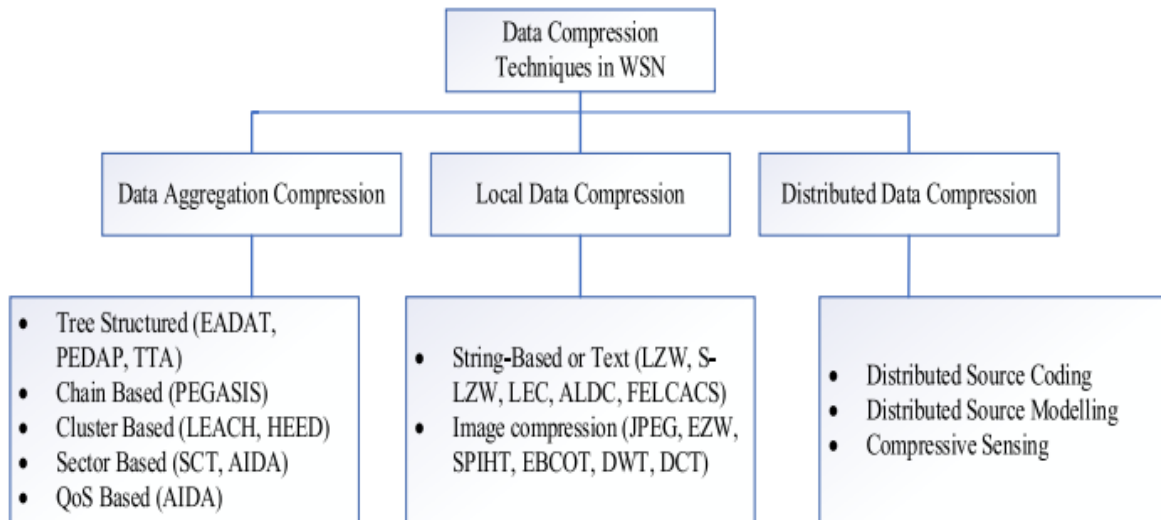 Data Compression
Techniques in WSN
Data Aggregation Compression
Local Data Compression
Distributed Data Compression
• Tree Structured (EADAT,
PEDAP, TTA)
• Chain Based (PEGASIS)
• Cluster Based (LEACH, HEED)
• Sector Based (SCT, AIDA)
• QoS Based (AIDA)
• String-Based or Text (LZW, S-
LZW, LEC, ALDC, FELCACS)
• Image compression (JPEG, EZW,
SPIHT, EBCOT, DWT, DCT)
• Distributed Source Coding
• Distributed Source Modelling
• Compressive Sensing